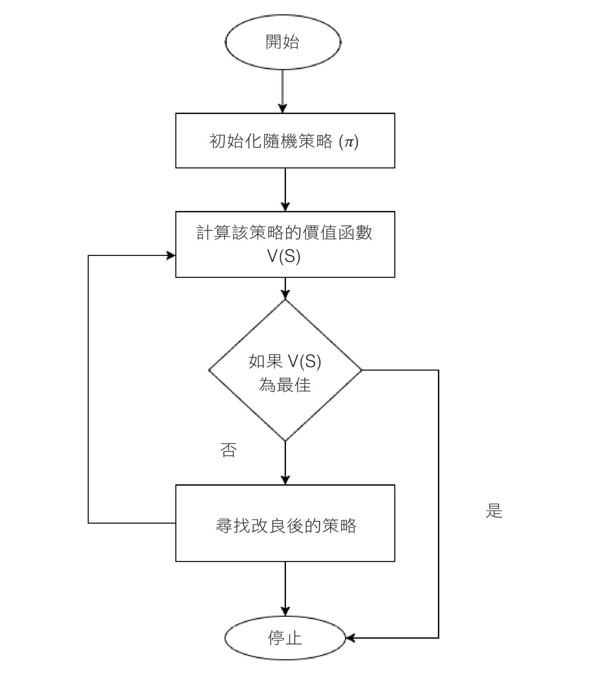 開始
初始化隨機策略 (π)
計算該策略的價值函數
V(S)
如果 V(S)
為最佳
否
是
尋找改良後的策略
停止